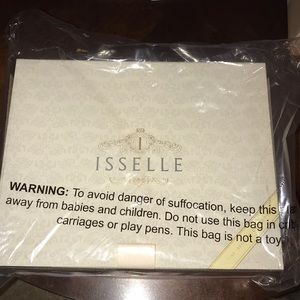 I
ISSELLE
WARNING: To avoid danger of suffocation, keep this
away from babies and children. Do not use this bag in
carriages or play pens. This bag is not a toy